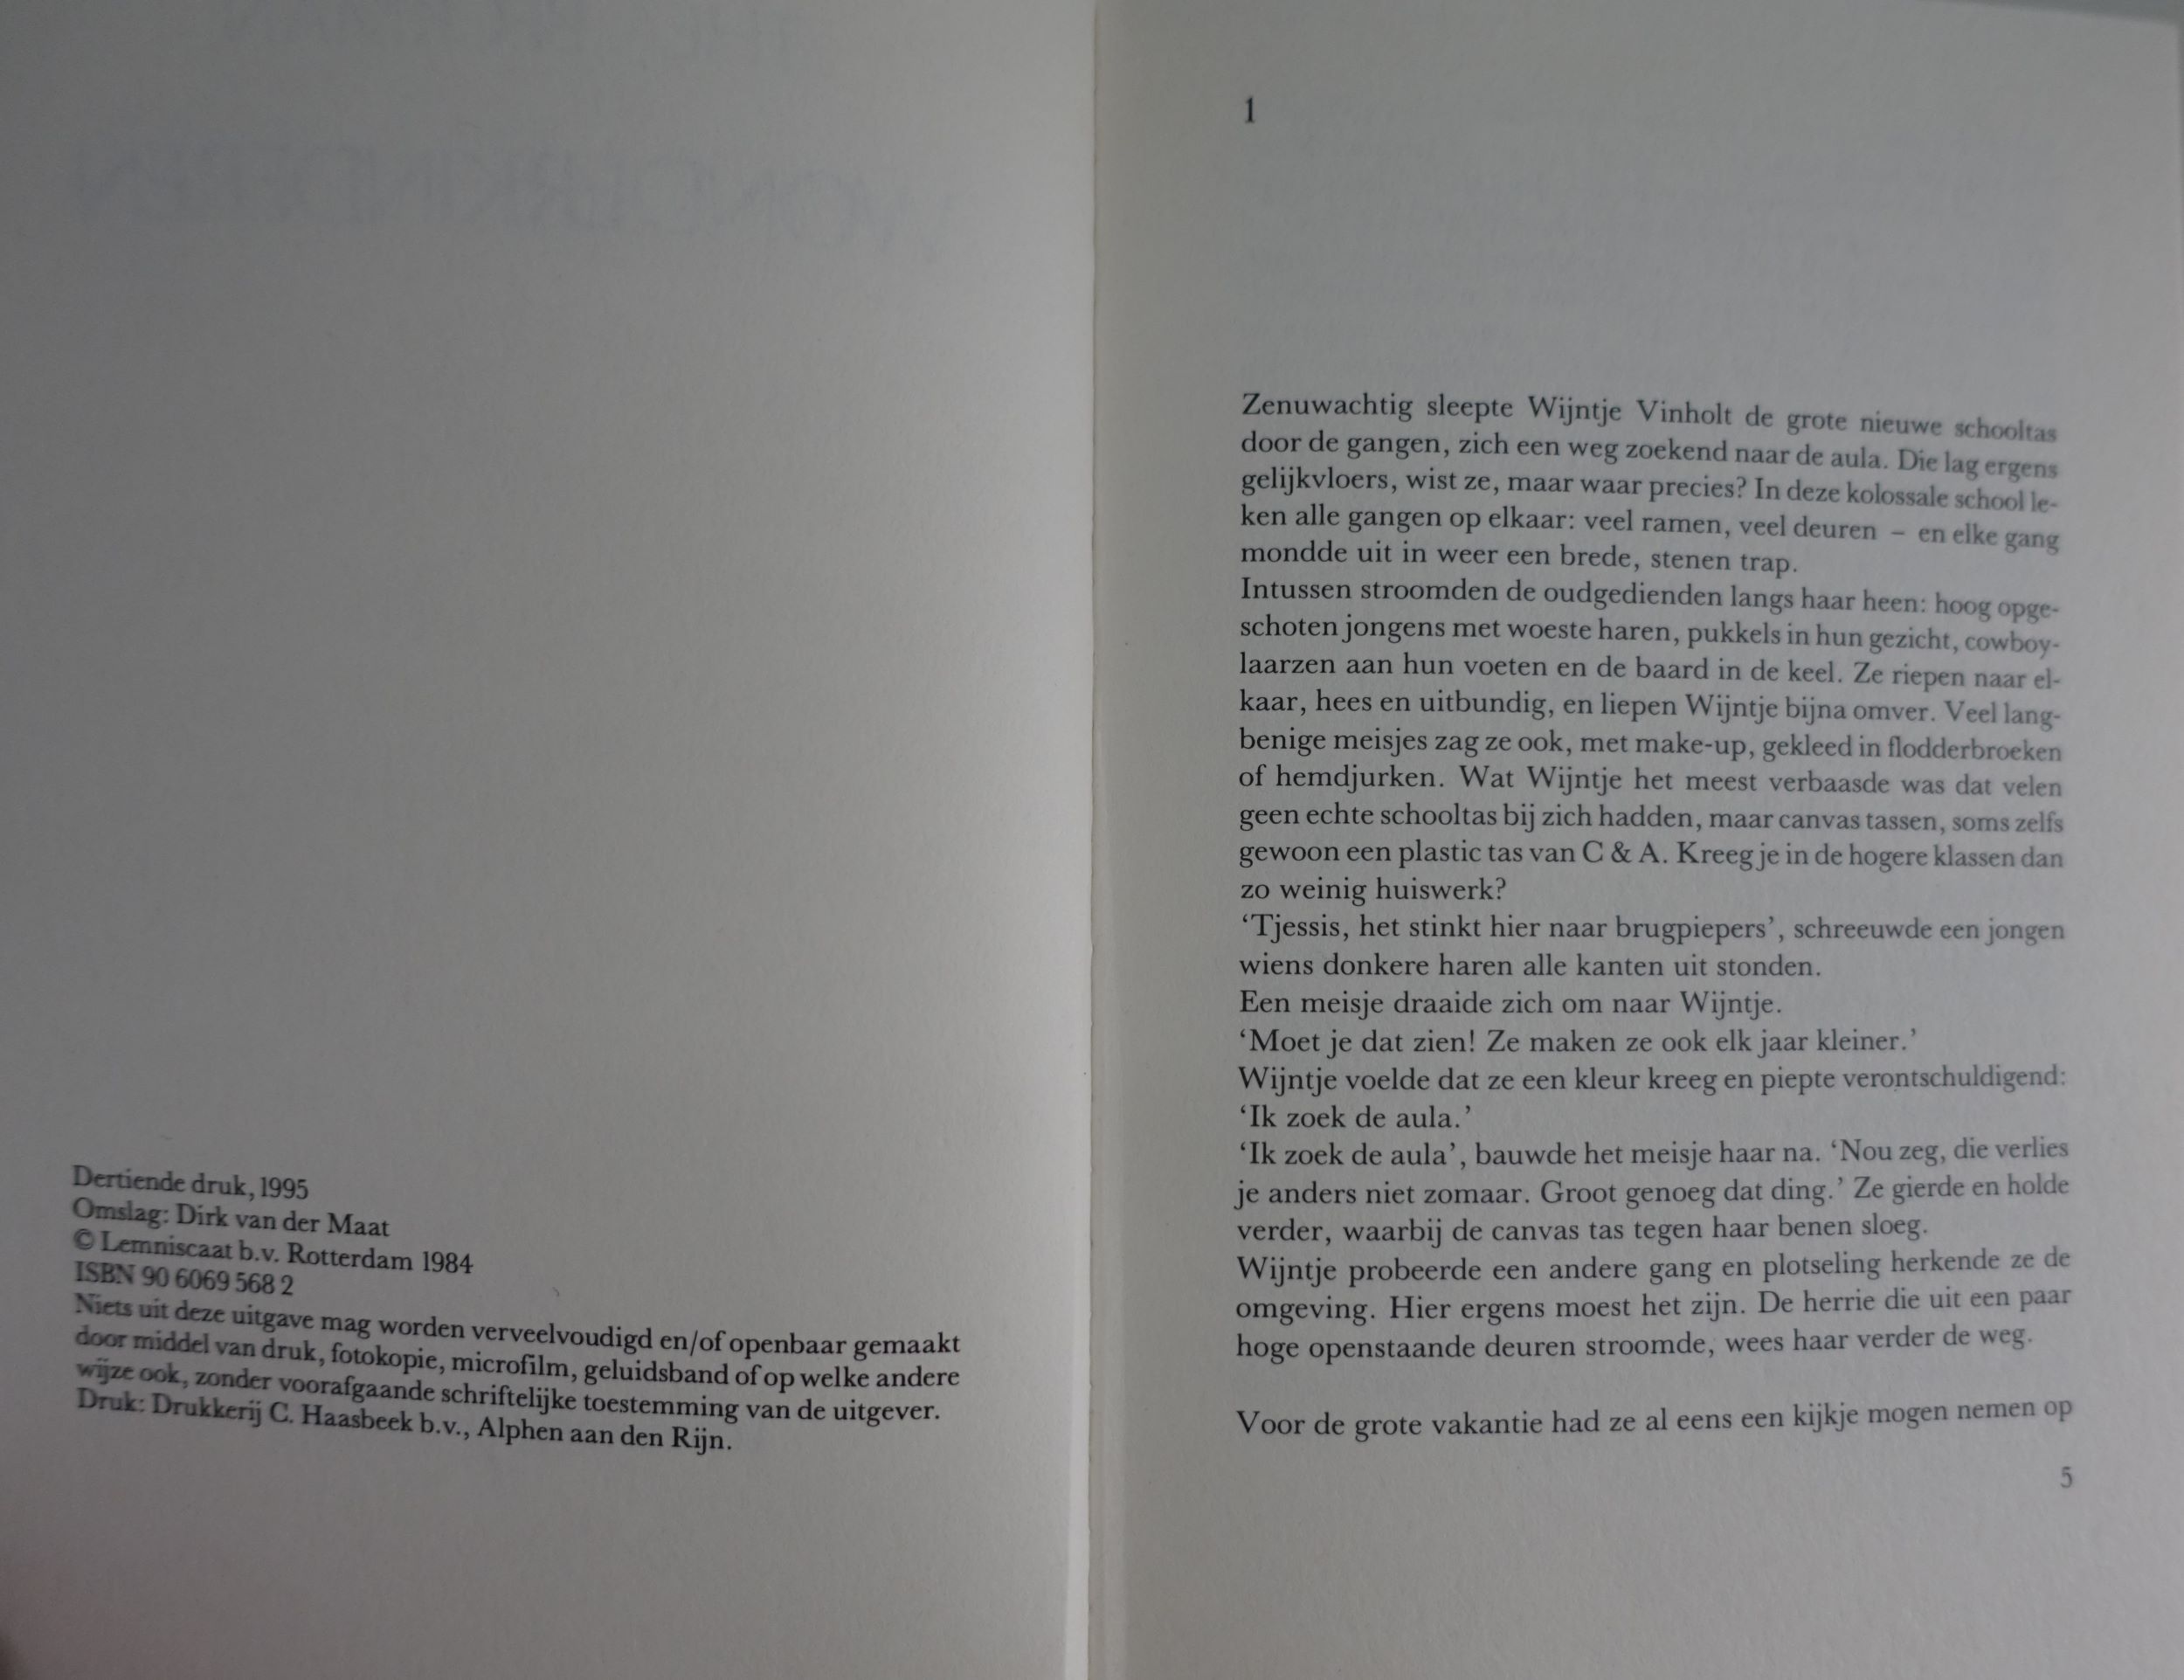 Dertiende druk, 1995
Omslag: Dirk van der Maat
© Lemniscaat b.v. Rotterdam 1984
ISBN 90 6069 568 2
Niets uit deze uitgave mag worden verveelvoudigd en/of openbaar gemaakt
door middel van druk, fotokopie, microfilm, geluidsband of op welke andere
wijze ook, zonder voorafgaande schriftelijke toestemming van de uitgever.
Druk: Drukkerij C. Haasbeek b.v., Alphen aan den Rijn.
1
Zenuwachtig sleepte Wijntje Vinholt de grote nieuwe schooltas
door de gangen, zich een weg zoekend naar de aula. Die lag ergens
gelijkvloers, wist ze, maar waar precies? In deze kolossale school le-
ken alle gangen op elkaar: veel ramen, veel deuren – en elke gang
mondde uit in weer een brede, stenen trap.
Intussen stroomden de oudgedienden langs haar heen: hoog opge-
schoten jongens met woeste haren, pukkels in hun gezicht, cowboy-
laarzen aan hun voeten en de baard in de keel. Ze riepen naar el-
kaar, hees en uitbundig, en liepen Wijntje bijna omver. Veel lang-
benige meisjes zag ze ook, met make-up, gekleed in flodderbroeken
of hemdjurken. Wat Wijntje het meest verbaasde was dat velen
geen echte schooltas bij zich hadden, maar canvas tassen, soms zelfs
gewoon een plastic tas van C & A. Kreeg je in de hogere klassen dan
zo weinig huiswerk?
‘Tjessis, het stinkt hier naar brugpiepers’, schreeuwde een jongen
wiens donkere haren alle kanten uit stonden.
Een meisje draaide zich om naar Wijntje.
‘Moet je dat zien! Ze maken ze ook elk jaar kleiner.’
Wijntje voelde dat ze een kleur kreeg en piepte verontschuldigend:
‘Ik zoek de aula.’
‘Ik zoek de aula’, bauwde het meisje haar na. ‘Nou zeg, die verlies
je anders niet zomaar. Groot genoeg dat ding.’ Ze gierde en holde
verder, waarbij de canvas tas tegen haar benen sloeg.
Wijntje probeerde een andere gang en plotseling herkende ze de
omgeving. Hier ergens moest het zijn. De herrie die uit een paar
hoge openstaande deuren stroomde, wees haar verder de weg.
Voor de grote vakantie had ze al eens een kijkje mogen nemen op
5